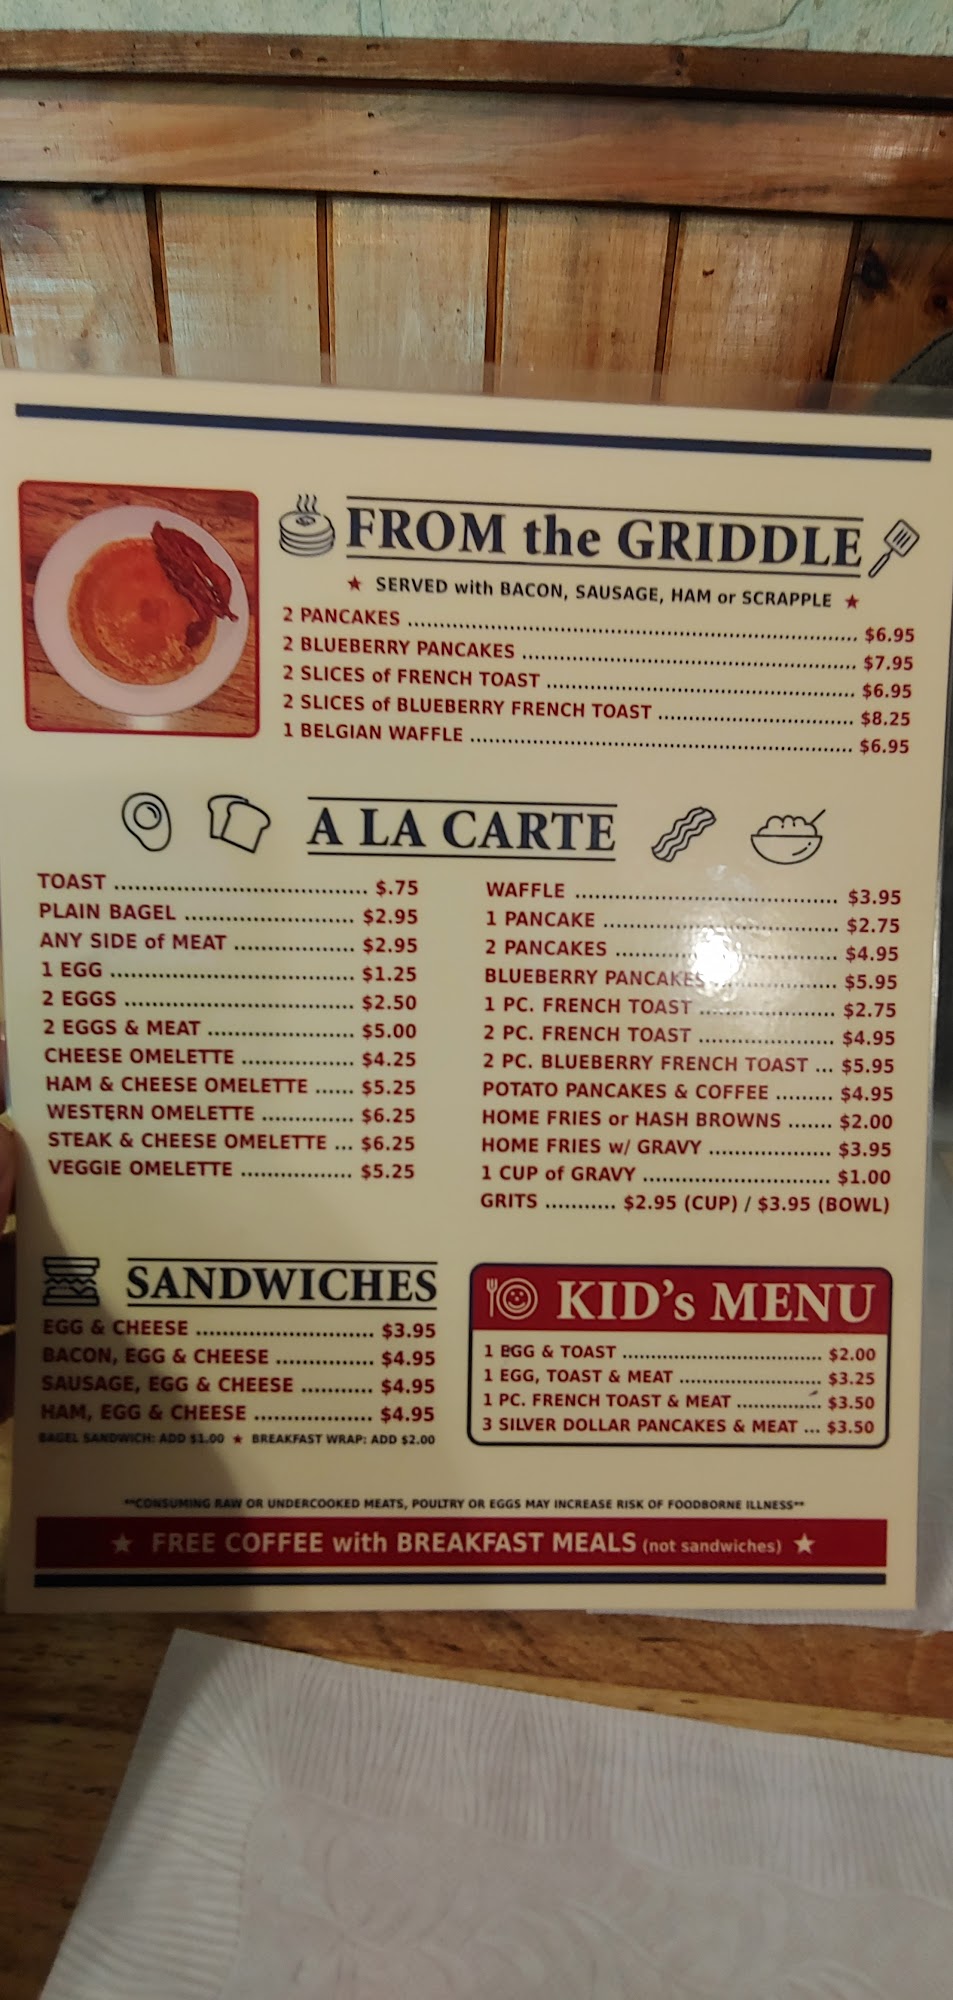 FROM the GRIDDLE
★ SERVED with BACON, SAUSAGE, HAM or SCRAPPLE ★
2 PANCAKES ........ $6.95
2 BLUEBERRY PANCAKES ........ $7.95
2 SLICES of FRENCH TOAST ........ $6.95
2 SLICES of BLUEBERRY FRENCH TOAST ........ $8.25
1 BELGIAN WAFFLE ........ $6.95
A LA CARTE
TOAST ........ $.75
PLAIN BAGEL ........ $2.95
ANY SIDE of MEAT ........ $2.95
1 EGG ........ $1.25
2 EGGS ........ $2.50
2 EGGS & MEAT ........ $5.00
CHEESE OMELETTE ........ $4.25
HAM & CHEESE OMELETTE ...... $5.25
WESTERN OMELETTE ........ $6.25
STEAK & CHEESE OMELETTE ... $6.25
VEGGIE OMELETTE ........ $5.25
WAFFLE ........ $3.95
1 PANCAKE ........ $2.75
2 PANCAKES ........ $4.95
BLUEBERRY PANCAKES ........ $5.95
1 PC. FRENCH TOAST ........ $2.75
2 PC. FRENCH TOAST ........ $4.95
2 PC. BLUEBERRY FRENCH TOAST ... $5.95
POTATO PANCAKES & COFFEE ......... $4.95
HOME FRIES or HASH BROWNS ....... $2.00
HOME FRIES w/ GRAVY ........ $3.95
1 CUP of GRAVY ........ $1.00
GRITS ........... $2.95 (CUP) / $3.95 (BOWL)
SANDWICHES
EGG & CHEESE ........ $3.95
BACON, EGG & CHEESE ........ $4.95
SAUSAGE, EGG & CHEESE ........ $4.95
HAM, EGG & CHEESE ........ $4.95
BAGEL SANDWICH: ADD $1.00 ★ BREAKFAST WRAP: ADD $2.00
KID's MENU
1 EGG & TOAST ........ $2.00
1 EGG, TOAST & MEAT ........ $3.25
1 PC. FRENCH TOAST & MEAT ........ $3.50
3 SILVER DOLLAR PANCAKES & MEAT ... $3.50
**CONSUMING RAW OR UNDERCOOKED MEATS, POULTRY OR EGGS MAY INCREASE RISK OF FOODBORNE ILLNESS**
★ FREE COFFEE with BREAKFAST MEALS (not sandwiches) ★